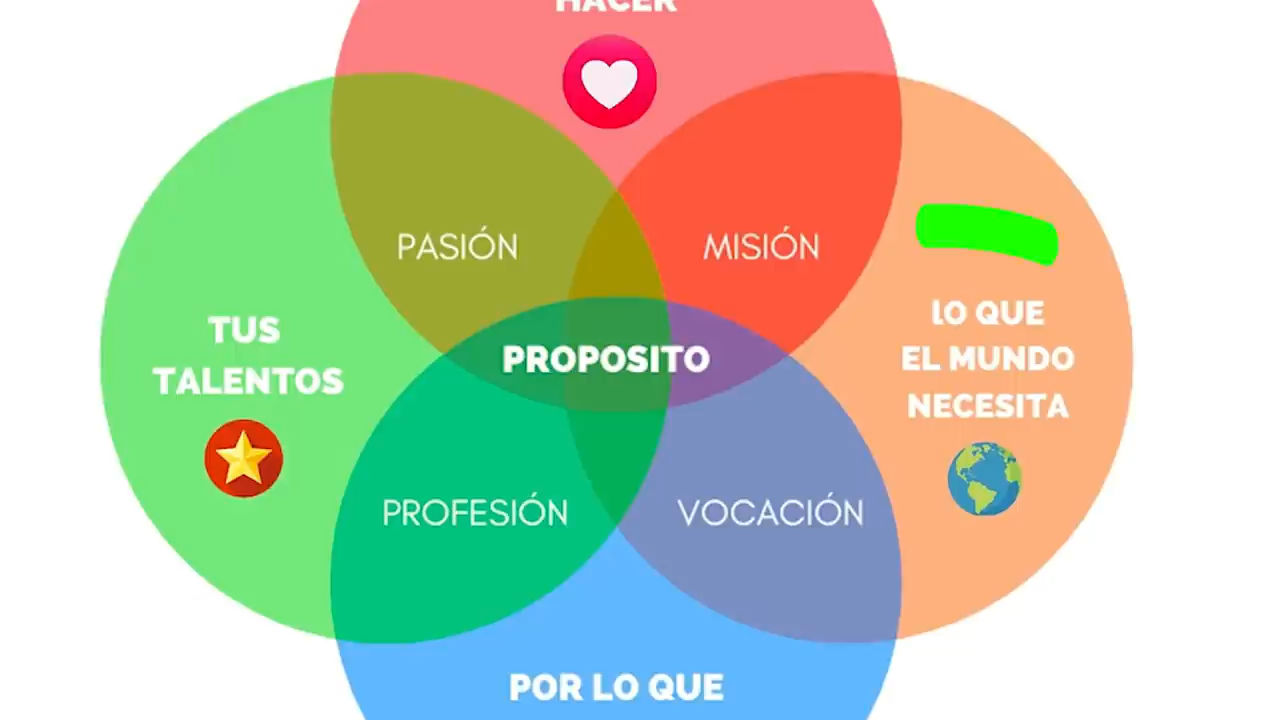 HACER
PASIÓN
MISIÓN
TUS
TALENTOS
PROPOSITO
lO QUE
EL MUNDO
NECESITA
PROFESIÓN
VOCACIÓN
POR LO QUE